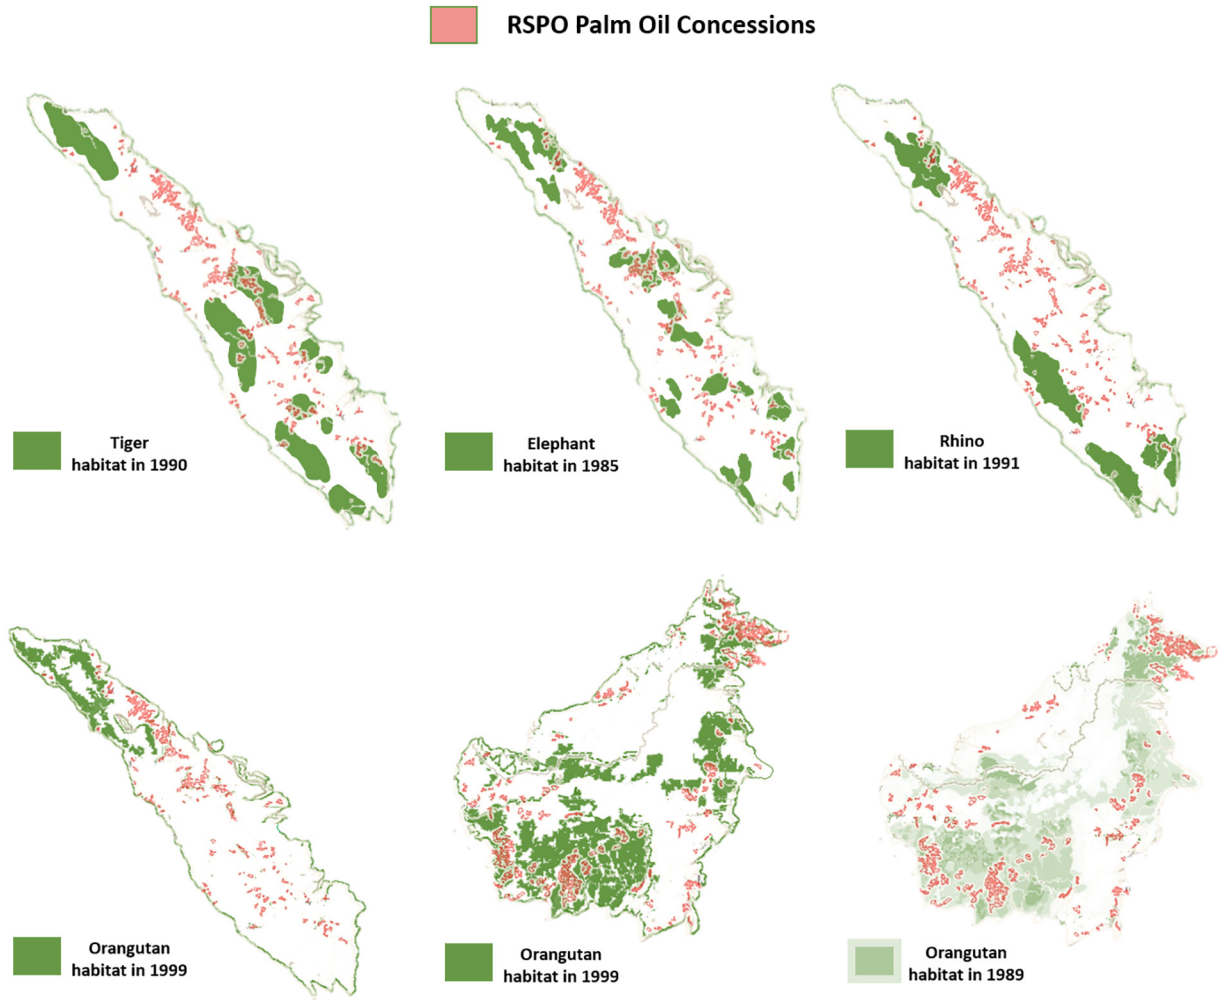 RSPO Palm Oil Concessions
Tiger
habitat in 1990
Elephant
habitat in 1985
Rhino
habitat in 1991
Orangutan
habitat in 1999
Orangutan
habitat in 1999
Orangutan
habitat in 1989